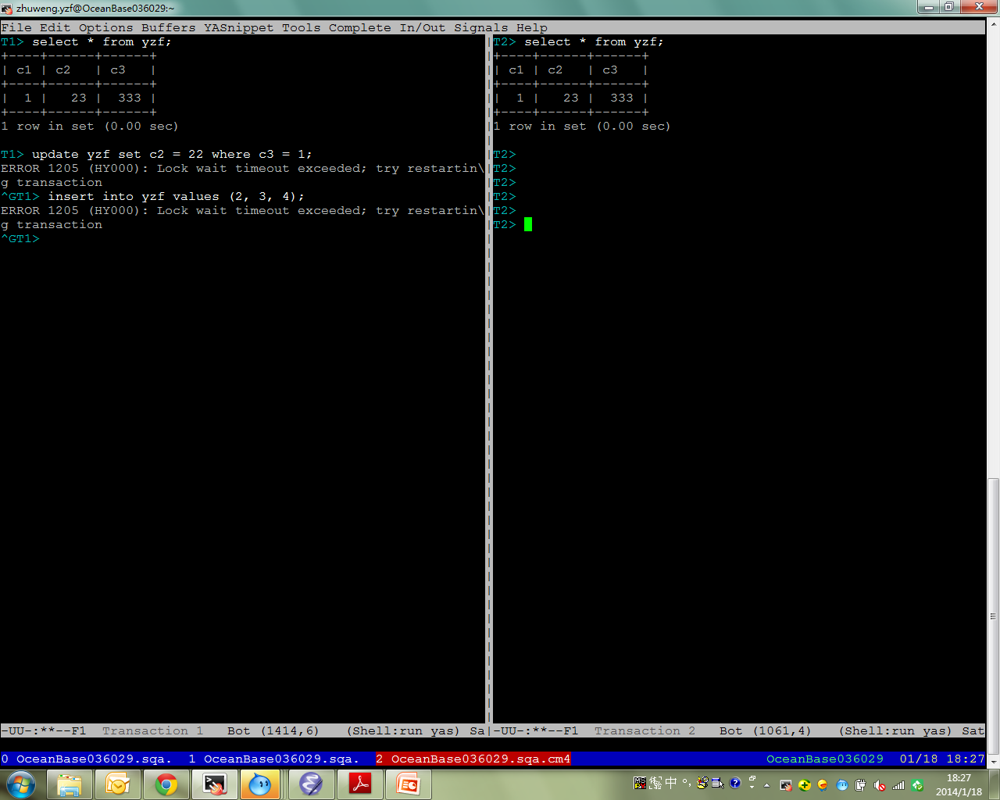 zhuweng.yzf@OceanBase036029:~
File Edit Options Buffers YASnippet Tools Complete In/Out Signals Help
T1> select * from yzf;
+----+------+------+
| c1 | c2   | c3   |
+----+------+------+
|  1 |   23 |  333 |
+----+------+------+
1 row in set (0.00 sec)
T1> update yzf set c2 = 22 where c3 = 1;
ERROR 1205 (HY000): Lock wait timeout exceeded; try restartin\
g transaction
^GT1> insert into yzf values (2, 3, 4);
ERROR 1205 (HY000): Lock wait timeout exceeded; try restartin\
g transaction
^GT1>
T2> select * from yzf;
+----+------+------+
| c1 | c2   | c3   |
+----+------+------+
|  1 |   23 |  333 |
+----+------+------+
1 row in set (0.00 sec)
T2>
T2>
T2>
T2>
T2>
T2>
-UU-:**--F1  Transaction 1   Bot (1414,6)   (Shell:run yas) Sa
-UU-:**--F1  Transaction 2   Bot (1061,4)   (Shell:run yas) Sat
0 OceanBase036029.sqa.  1 OceanBase036029.sqa.  2 OceanBase036029.sqa.cm4 OceanBase036029  01/18 18:27
中 18:27
2014/1/18